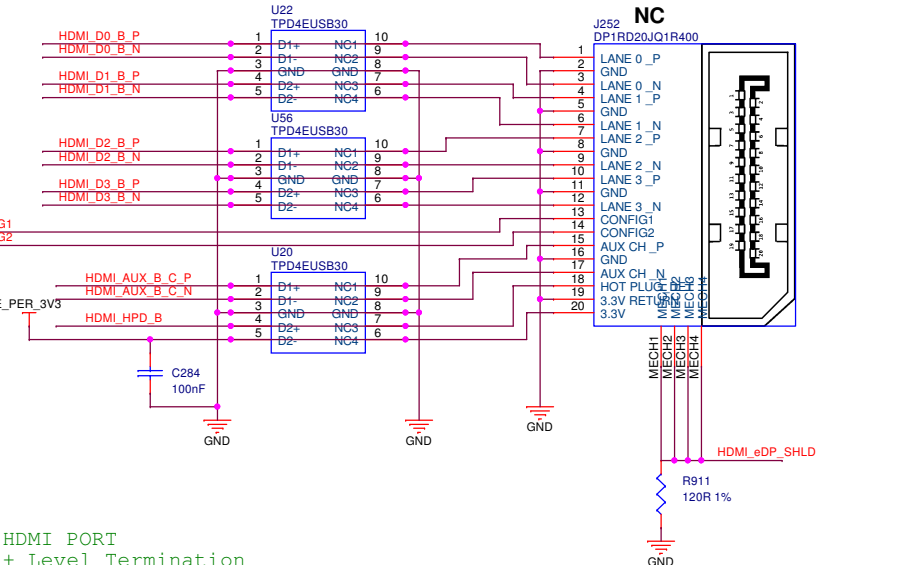 NC
U22
TPD4EUSB30
HDMI_D0_B_P
HDMI_D0_B_N
HDMI_D1_B_P
HDMI_D1_B_N
1 D1+ NC1 10
2 D1- NC2 9
3 GND GND 8
4 D2+ NC3 7
5 D2- NC4 6
U56
TPD4EUSB30
HDMI_D2_B_P
HDMI_D2_B_N
HDMI_D3_B_P
HDMI_D3_B_N
1 D1+ NC1 10
2 D1- NC2 9
3 GND GND 8
4 D2+ NC3 7
5 D2- NC4 6
G1
G2
U20
TPD4EUSB30
HDMI_AUX_B_C_P
HDMI_AUX_B_C_N
E_PER_3V3
HDMI_HPD_B
1 D1+ NC1 10
2 D1- NC2 9
3 GND GND 8
4 D2+ NC3 7
5 D2- NC4 6
C284
100nF
GND
GND
GND
J252
DP1RD20JQ1R400
1 LANE 0 _P
2 GND
3 LANE 0 _N
4 LANE 1 _P
5 GND
6 LANE 1 _N
7 LANE 2 _P
8 GND
9 LANE 2 _N
10 LANE 3 _P
11 GND
12 LANE 3 _N
13 CONFIG1
14 CONFIG2
15 AUX CH _P
16 GND
17 AUX CH _N
18 HOT PLUG DET
19 3.3V RETURN
20 3.3V
MECH1
MECH2
MECH3
MECH4
MECH1
MECH2
MECH3
MECH4
HDMI_eDP_SHLD
R911
120R 1%
GND
HDMI PORT
+ Level Termination